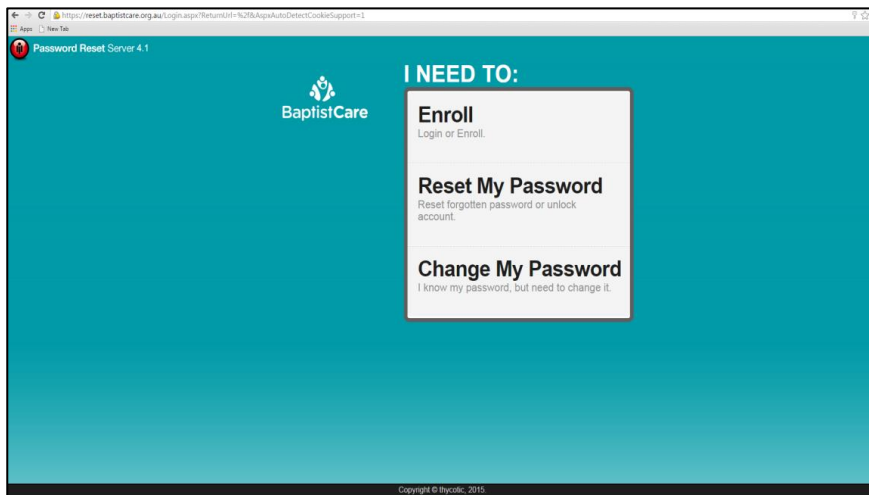 https://reset.baptistcare.org.au/Login.aspx?ReturnUrl=%2f&AspxAutoDetectCookieSupport=1
Apps New Tab
Password Reset Server 4.1
I NEED TO:
BaptistCare
Enroll
Login or Enroll.
Reset My Password
Reset forgotten password or unlock
account.
Change My Password
I know my password, but need to change it.
Copyright © thycotic, 2015